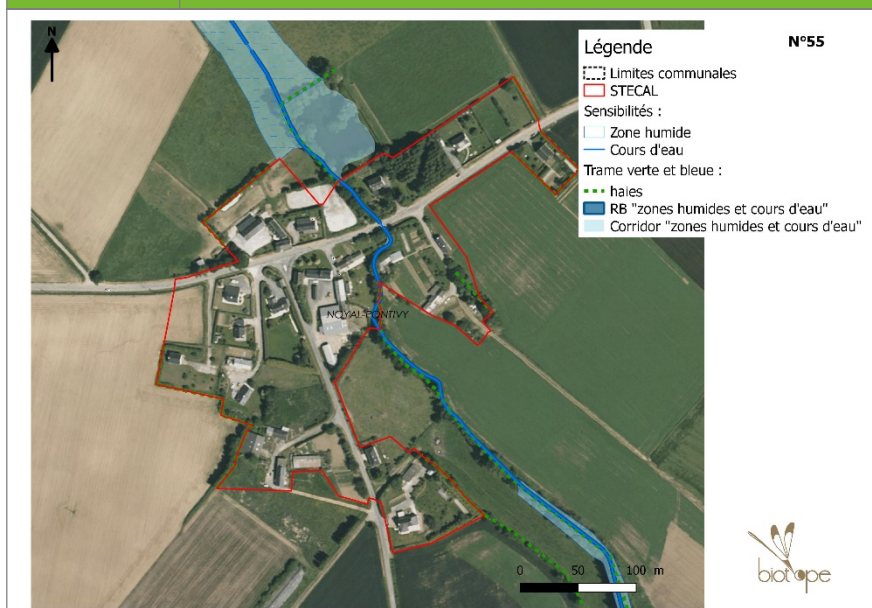 N
N°55
Légende
Limites communales
STECAL
Sensibilités :
Zone humide
Cours d'eau
Trame verte et bleue :
haies
RB "zones humides et cours d'eau"
Corridor "zones humides et cours d'eau"
NOYAL-PONTIVY
0 50 100 m
biotope